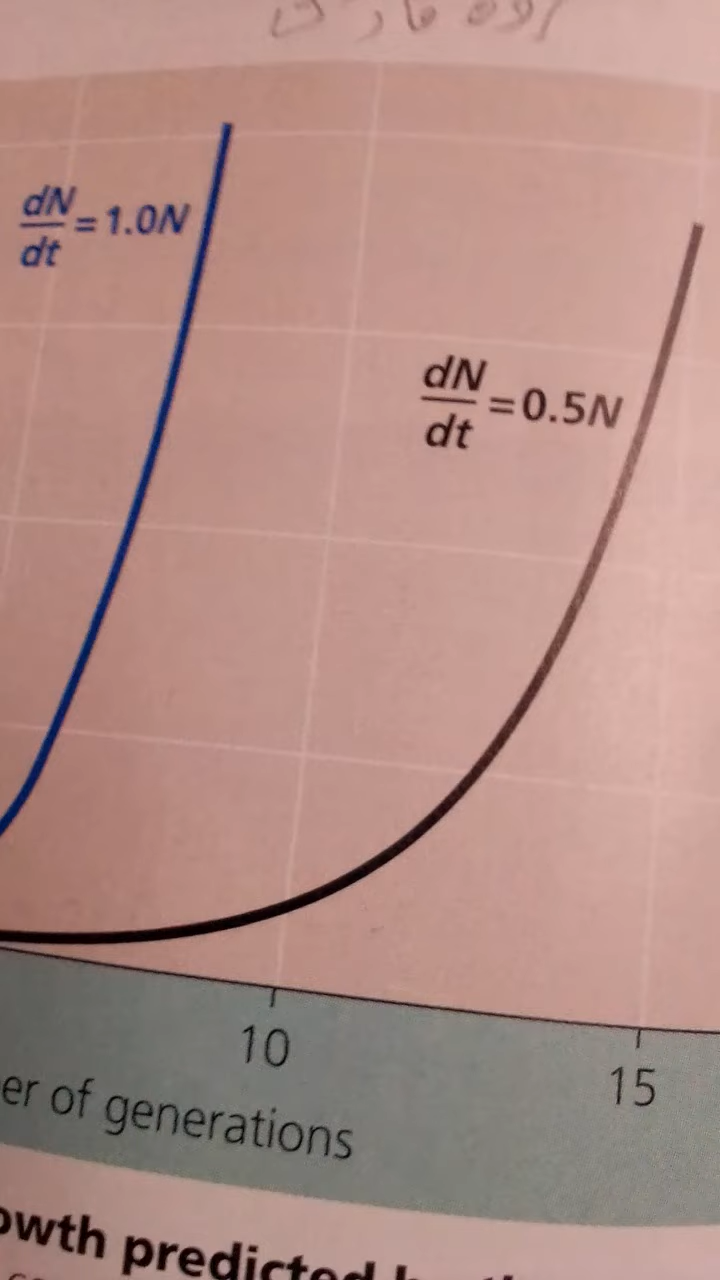 dN
dt = 1.0N
dN
dt = 0.5N
10
15
er of generations
owth predicted